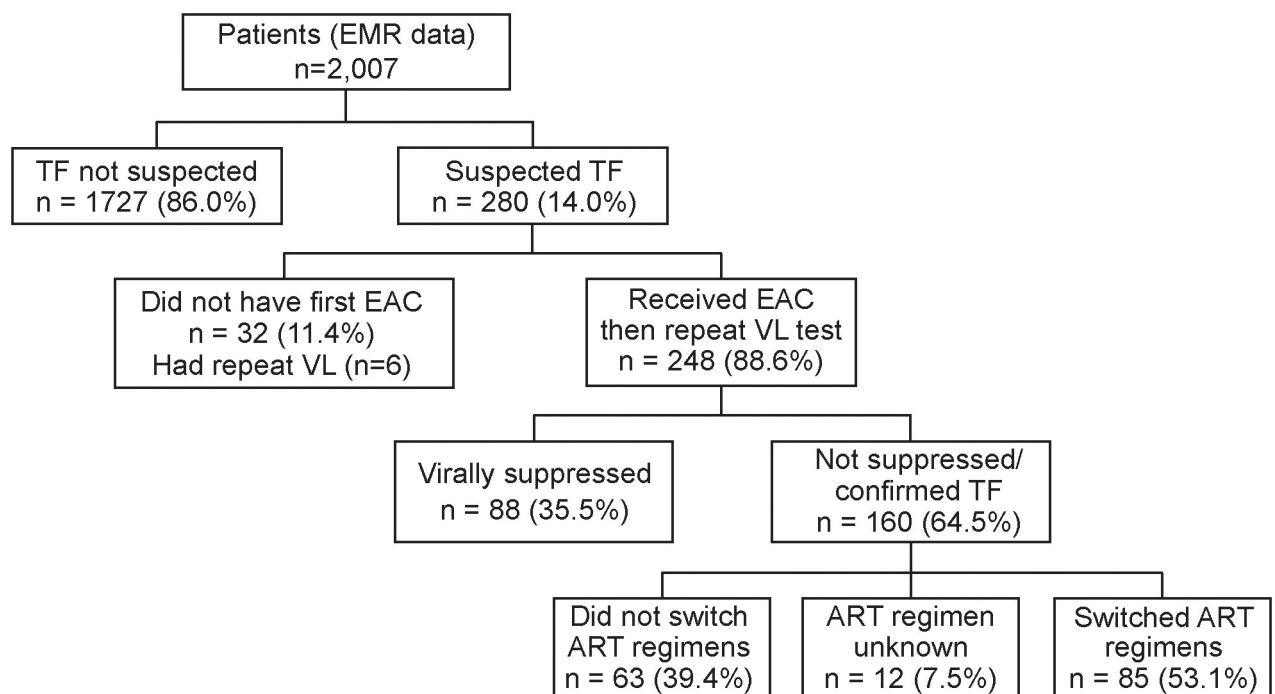 Patients (EMR data)
n=2,007
TF not suspected
n = 1727 (86.0%)
Suspected TF
n = 280 (14.0%)
Did not have first EAC
n = 32 (11.4%)
Had repeat VL (n=6)
Received EAC
then repeat VL test
n = 248 (88.6%)
Virally suppressed
n = 88 (35.5%)
Not suppressed/
confirmed TF
n = 160 (64.5%)
Did not switch
ART regimens
n = 63 (39.4%)
ART regimen
unknown
n = 12 (7.5%)
Switched ART
regimens
n = 85 (53.1%)